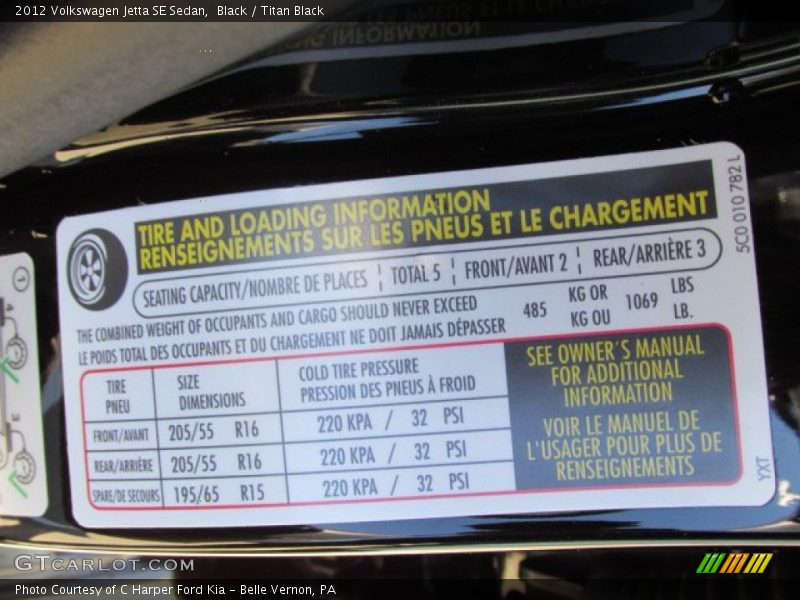 2012 Volkswagen Jetta SE Sedan, Black / Titan Black
TIRE AND LOADING INFORMATION
RENSEIGNEMENTS SUR LES PNEUS ET LE CHARGEMENT
SEATING CAPACITY/NOMBRE DE PLACES ¦ TOTAL 5 ¦ FRONT/AVANT 2 ¦ REAR/ARRIÈRE 3
THE COMBINED WEIGHT OF OCCUPANTS AND CARGO SHOULD NEVER EXCEED
LE POIDS TOTAL DES OCCUPANTS ET DU CHARGEMENT NE DOIT JAMAIS DÉPASSER
485 KG OR 1069 LBS
KG OU LB.
TIRE SIZE COLD TIRE PRESSURE
PNEU DIMENSIONS PRESSION DES PNEUS À FROID
FRONT/AVANT 205/55 R16 220 KPA / 32 PSI
REAR/ARRIÈRE 205/55 R16 220 KPA / 32 PSI
SPARE/DE SECOURS 195/65 R15 220 KPA / 32 PSI
SEE OWNER'S MANUAL
FOR ADDITIONAL
INFORMATION
VOIR LE MANUEL DE
L'USAGER POUR PLUS DE
RENSEIGNEMENTS
5C0 010 782 L
YXT
GTCARLOT.COM
Photo Courtesy of C Harper Ford Kia - Belle Vernon, PA